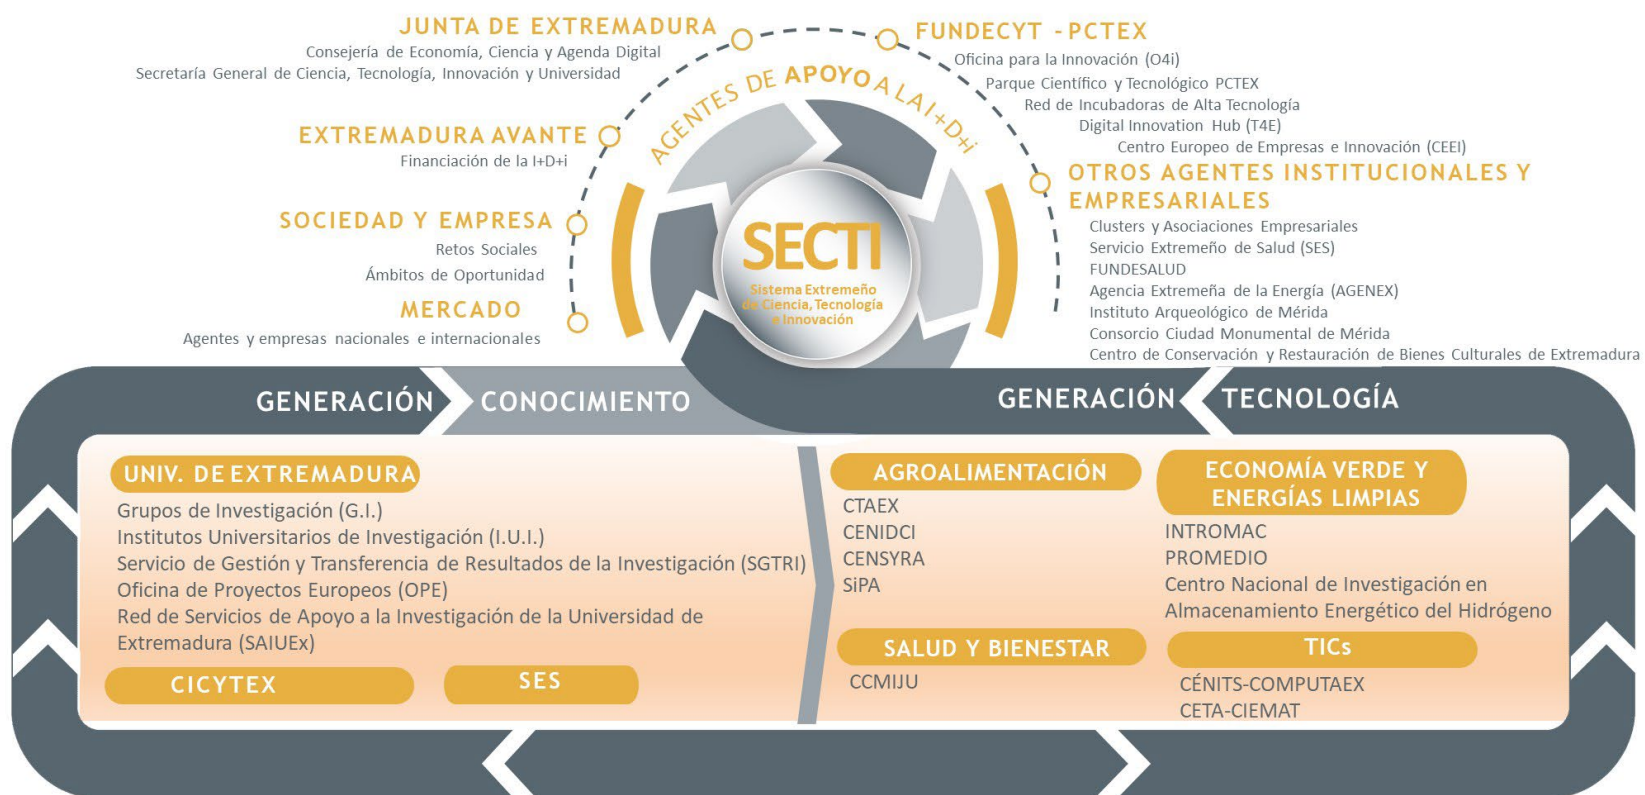 JUNTA DE EXTREMADURA
Consejería de Economía, Ciencia y Agenda Digital
Secretaría General de Ciencia, Tecnología, Innovación y Universidad
EXTREMADURA AVANTE
Financiación de la I+D+i
SOCIEDAD Y EMPRESA
Retos Sociales
Ámbitos de Oportunidad
MERCADO
Agentes y empresas nacionales e internacionales
AGENTES DE APOYO A LA I+D+i
SECTI
Sistema Extremeño
de Ciencia, Tecnología
e Innovación
FUNDECYT - PCTEX
Oficina para la Innovación (O4i)
Parque Científico y Tecnológico PCTEX
Red de Incubadoras de Alta Tecnología
Digital Innovation Hub (T4E)
Centro Europeo de Empresas e Innovación (CEEI)
OTROS AGENTES INSTITUCIONALES Y
EMPRESARIALES
Clusters y Asociaciones Empresariales
Servicio Extremeño de Salud (SES)
FUNDESALUD
Agencia Extremeña de la Energía (AGENEX)
Instituto Arqueológico de Mérida
Consorcio Ciudad Monumental de Mérida
Centro de Conservación y Restauración de Bienes Culturales de Extremadura
GENERACIÓN CONOCIMIENTO
GENERACIÓN TECNOLOGÍA
UNIV. DE EXTREMADURA
Grupos de Investigación (G.I.)
Institutos Universitarios de Investigación (I.U.I.)
Servicio de Gestión y Transferencia de Resultados de la Investigación (SGTRI)
Oficina de Proyectos Europeos (OPE)
Red de Servicios de Apoyo a la Investigación de la Universidad de
Extremadura (SAIUEx)
CICYTEX
SES
AGROALIMENTACIÓN
CTAEX
CENIDCI
CENSYRA
SiPA
SALUD Y BIENESTAR
CCMIJU
ECONOMÍA VERDE Y
ENERGÍAS LIMPIAS
INTROMAC
PROMEDIO
Centro Nacional de Investigación en
Almacenamiento Energético del Hidrógeno
TICs
CÉNITS-COMPUTAEX
CETA-CIEMAT